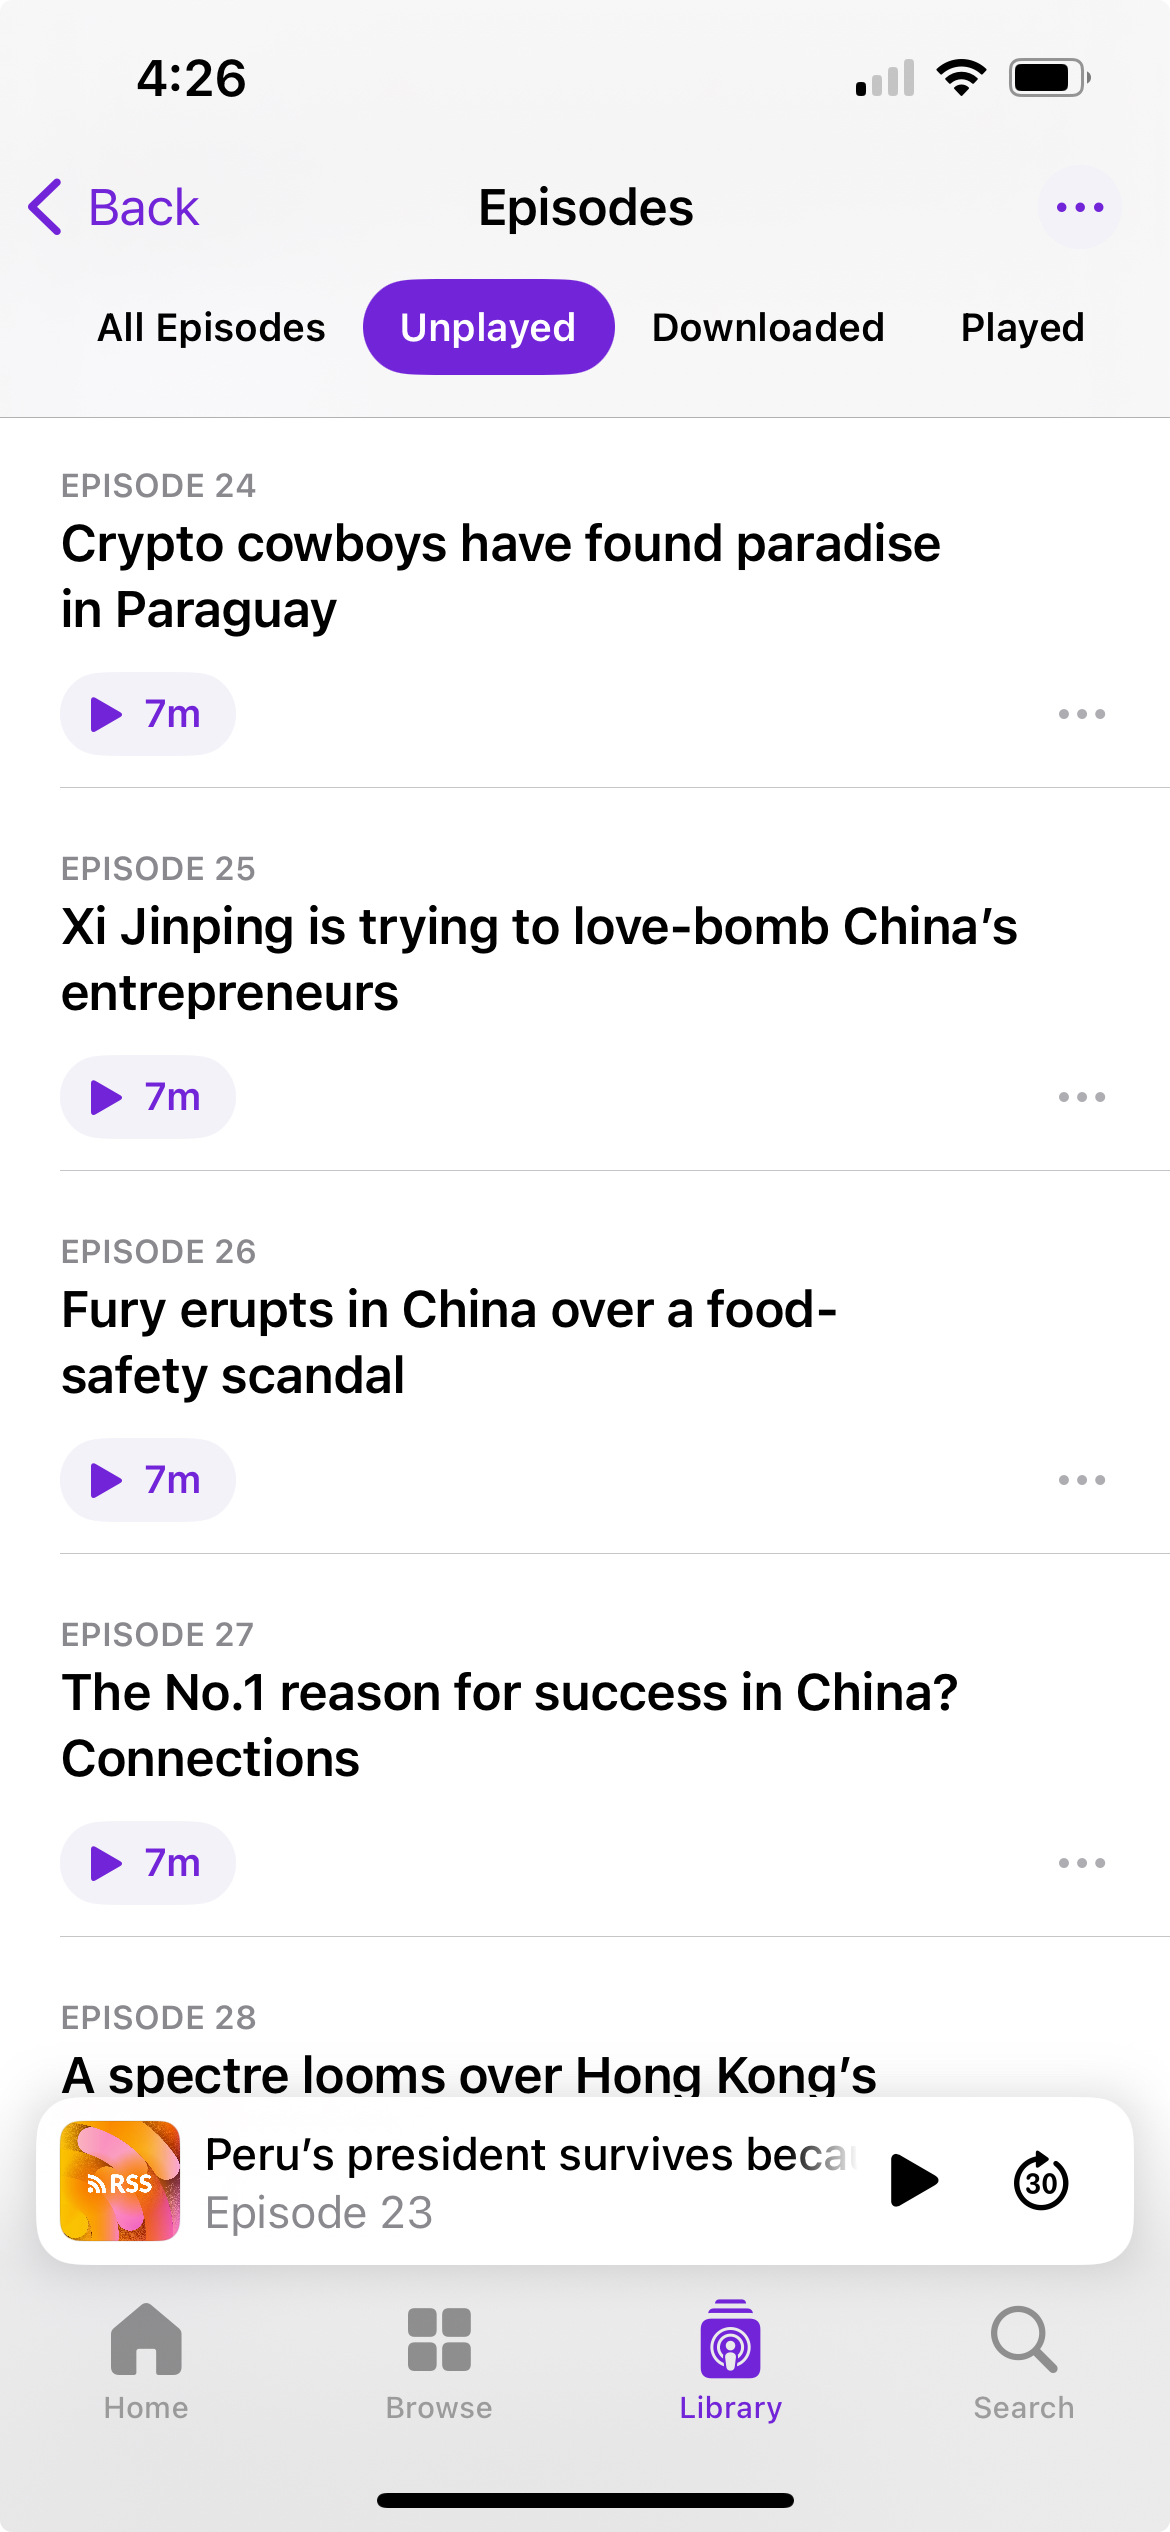 4:26
Back
Episodes
All Episodes
Unplayed
Downloaded
Played
EPISODE 24
Crypto cowboys have found paradise
in Paraguay
7m
EPISODE 25
Xi Jinping is trying to love-bomb China’s
entrepreneurs
7m
EPISODE 26
Fury erupts in China over a food-
safety scandal
7m
EPISODE 27
The No.1 reason for success in China?
Connections
7m
EPISODE 28
A spectre looms over Hong Kong’s
RSS
Peru’s president survives
Episode 23
30
Home
Browse
Library
Search